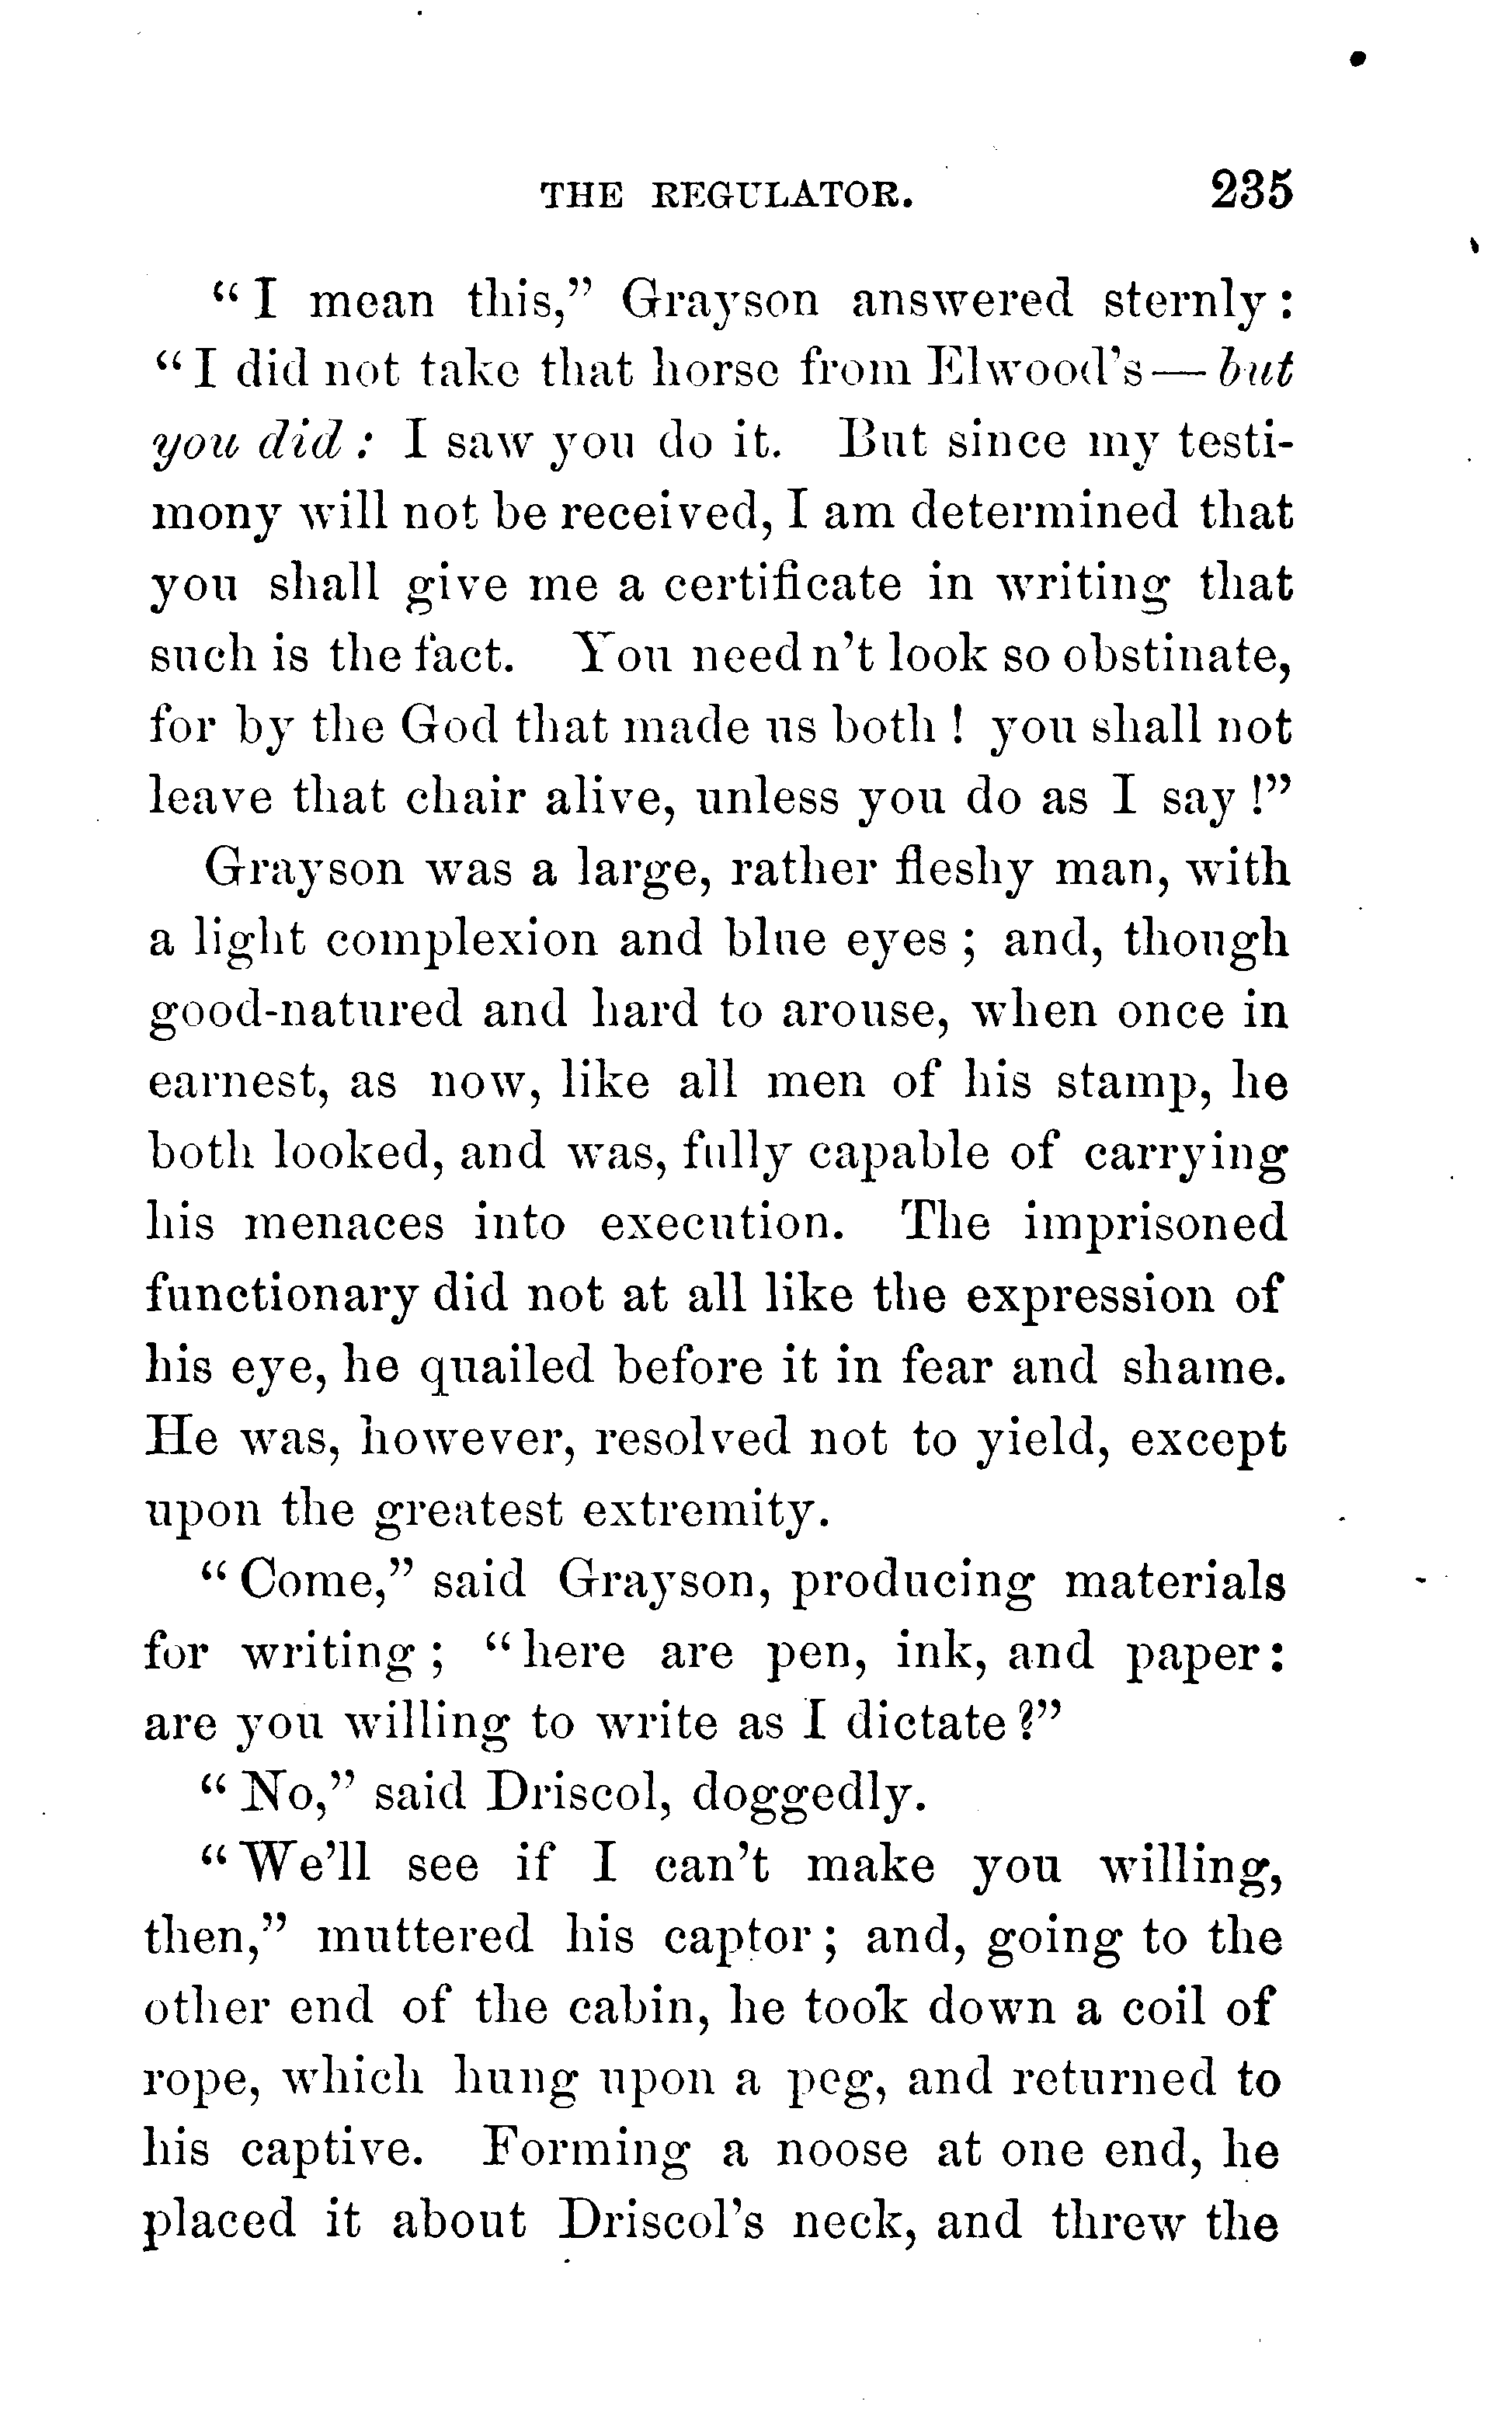 THE REGULATOR. 235
"I mean this," Grayson answered sternly:
"I did not take that horse from Elwood's—but
you did: I saw you do it. But since my testi-
mony will not be received, I am determined that
you shall give me a certificate in writing that
such is the fact. You need n't look so obstinate,
for by the God that made us both! you shall not
leave that chair alive, unless you do as I say!"
Grayson was a large, rather fleshy man, with
a light complexion and blue eyes; and, though
good-natured and hard to arouse, when once in
earnest, as now, like all men of his stamp, he
both looked, and was, fully capable of carrying
his menaces into execution. The imprisoned
functionary did not at all like the expression of
his eye, he quailed before it in fear and shame.
He was, however, resolved not to yield, except
upon the greatest extremity.
"Come," said Grayson, producing materials
for writing; "here are pen, ink, and paper:
are you willing to write as I dictate?"
"No," said Driscol, doggedly.
"We'll see if I can't make you willing,
then," muttered his captor; and, going to the
other end of the cabin, he took down a coil of
rope, which hung upon a peg, and returned to
his captive. Forming a noose at one end, he
placed it about Driscol's neck, and threw the